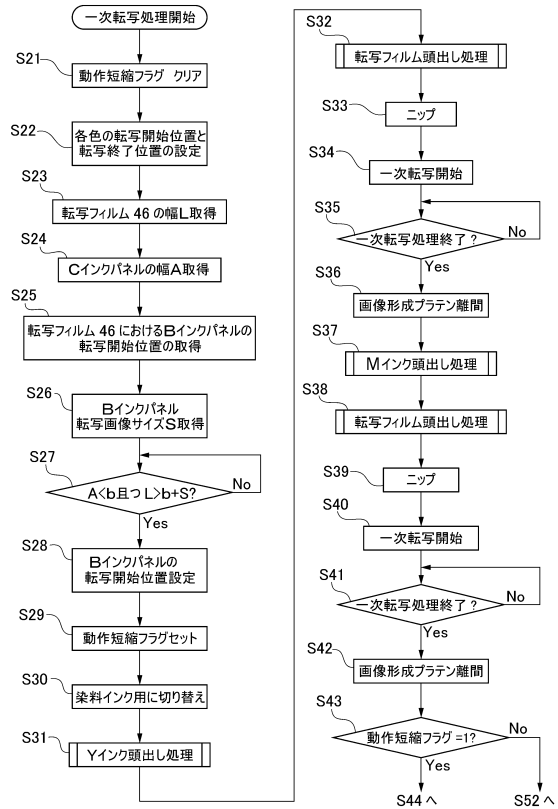 一次転写処理開始
S21
動作短縮フラグ クリア
S22
各色の転写開始位置と
転写終了位置の設定
S23
転写フィルム 46 の幅L取得
S24
Cインクパネルの幅A取得
S25
転写フィルム 46 におけるBインクパネルの
転写開始位置の取得
S26
Bインクパネル
転写画像サイズS取得
S27
A<b且つ L>b+S?
No
Yes
S28
Bインクパネルの
転写開始位置設定
S29
動作短縮フラグセット
S30
染料インク用に切り替え
S31
Yインク頭出し処理
S32
転写フィルム頭出し処理
S33
ニップ
S34
一次転写開始
S35
一次転写処理終了?
No
Yes
S36
画像形成プラテン離間
S37
Mインク頭出し処理
S38
転写フィルム頭出し処理
S39
ニップ
S40
一次転写開始
S41
一次転写処理終了?
No
Yes
S42
画像形成プラテン離間
S43
動作短縮フラグ=1?
No
Yes
S44 へ
S52 へ